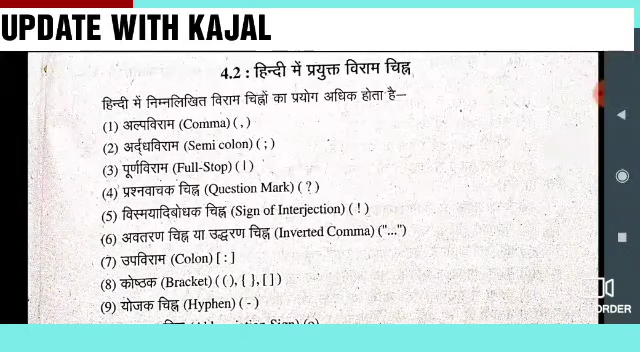 UPDATE WITH KAJAL
4.2 : हिन्दी में प्रयुक्त विराम चिह्न
हिन्दी में निम्नलिखित विराम चिह्नों का प्रयोग अधिक होता है—
(1) अल्पविराम (Comma) ( , )
(2) अर्द्धविराम (Semi colon) ( ; )
(3) पूर्णविराम (Full-Stop) ( । )
(4) प्रश्नवाचक चिह्न (Question Mark) ( ? )
(5) विस्मयादिबोधक चिह्न (Sign of Interjection) ( ! )
(6) अवतरण चिह्न या उद्धरण चिह्न (Inverted Comma) ("...")
(7) उपविराम (Colon) [ : ]
(8) कोष्ठक (Bracket) ( ( ), { }, [ ] )
(9) योजक चिह्न (Hyphen) ( - )
ORDER